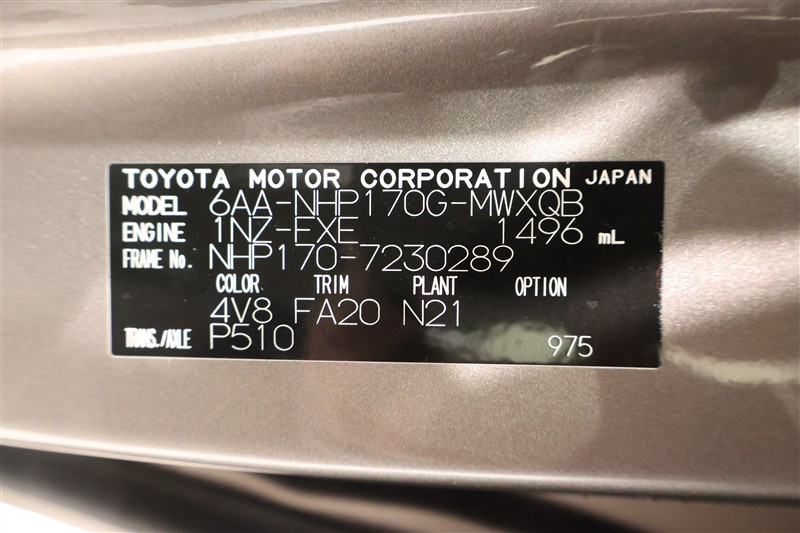 TOYOTA MOTOR CORPORATION JAPAN
MODEL 6AA-NHP170G-MWXQB
ENGINE 1NZ-FXE 1496 mL
FRAME No. NHP170-7230289
COLOR TRIM PLANT OPTION
4V8 FA20 N21
TRANS./AXLE P510 975